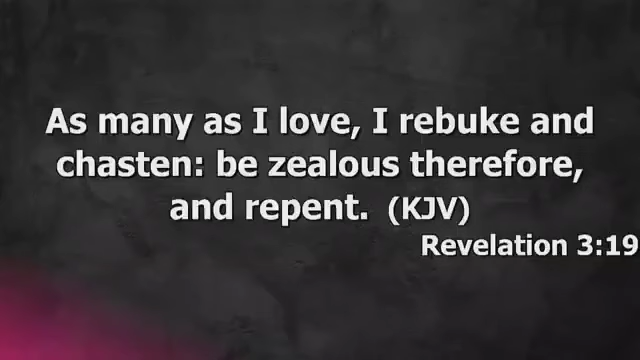 As many as I love, I rebuke and
chasten: be zealous therefore,
and repent. (KJV)
Revelation 3:19